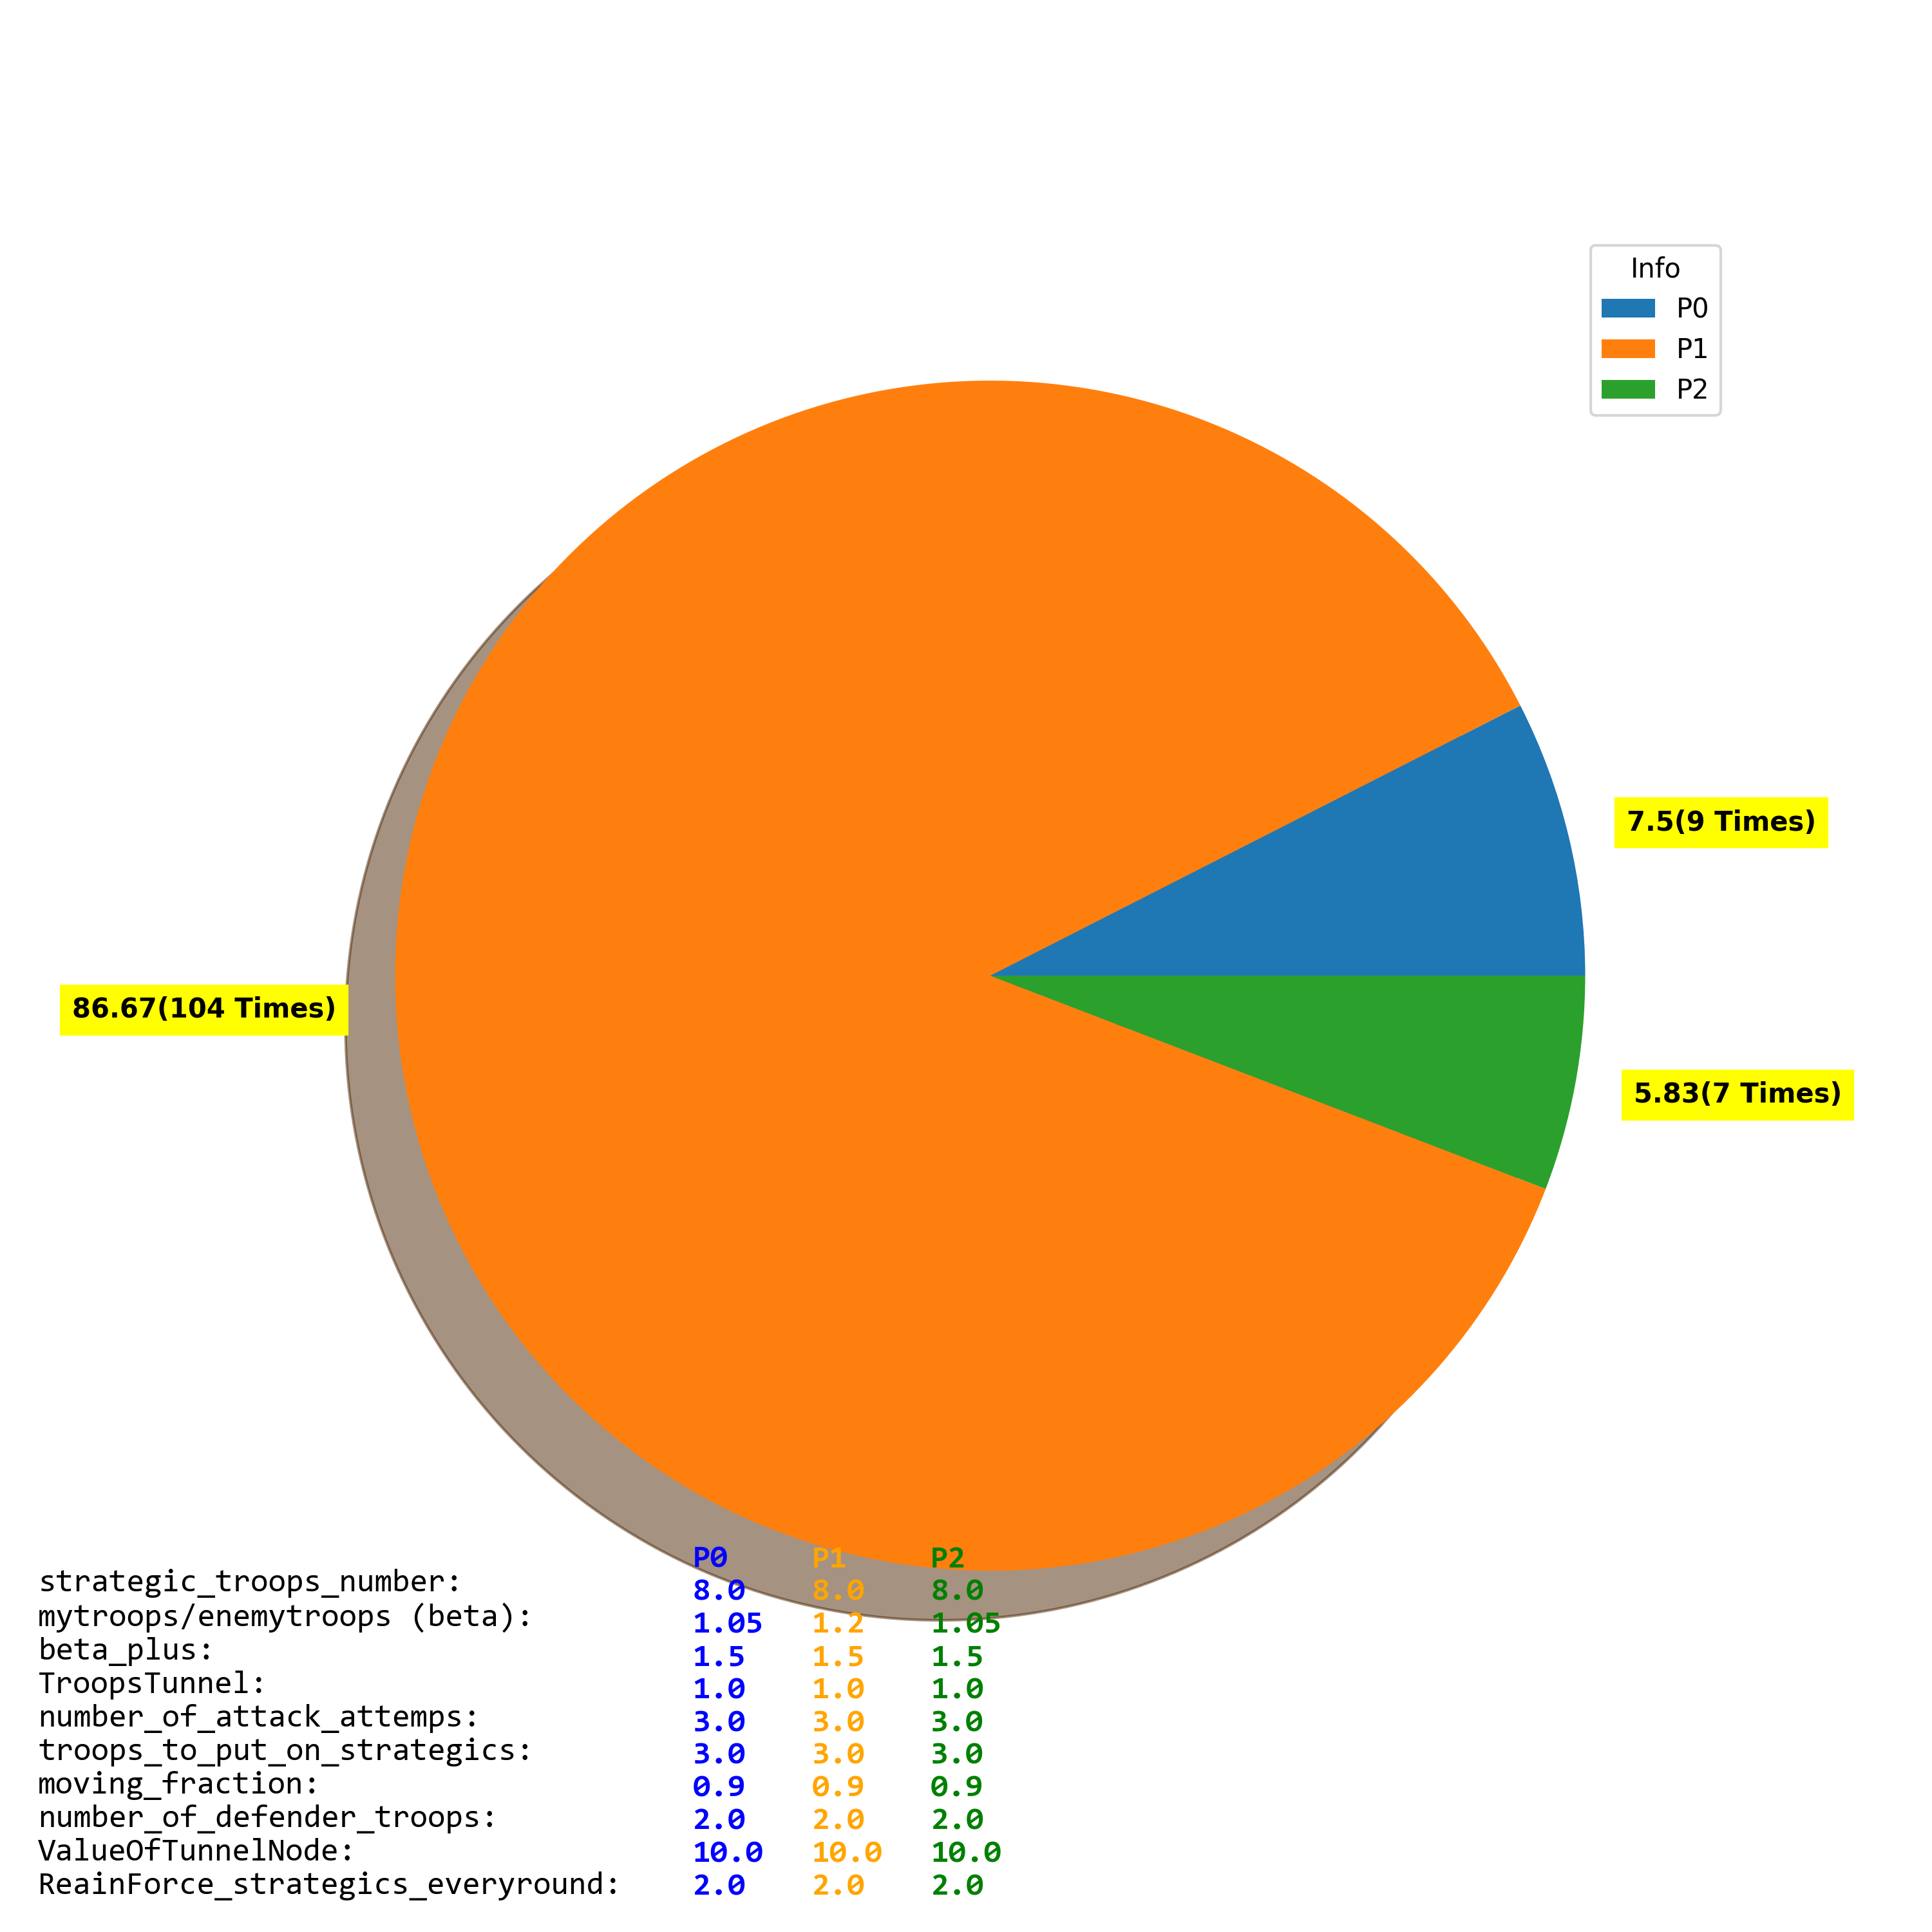 Info
P0
P1
P2
7.5(9 Times)
86.67(104 Times)
5.83(7 Times)
P0 P1 P2
strategic_troops_number: 8.0 8.0 8.0
mytroops/enemytroops (beta): 1.05 1.2 1.05
beta_plus: 1.5 1.5 1.5
TroopsTunnel: 1.0 1.0 1.0
number_of_attack_attemps: 3.0 3.0 3.0
troops_to_put_on_strategics: 3.0 3.0 3.0
moving_fraction: 0.9 0.9 0.9
number_of_defender_troops: 2.0 2.0 2.0
ValueOfTunnelNode: 10.0 10.0 10.0
ReainForce_strategics_everyround: 2.0 2.0 2.0